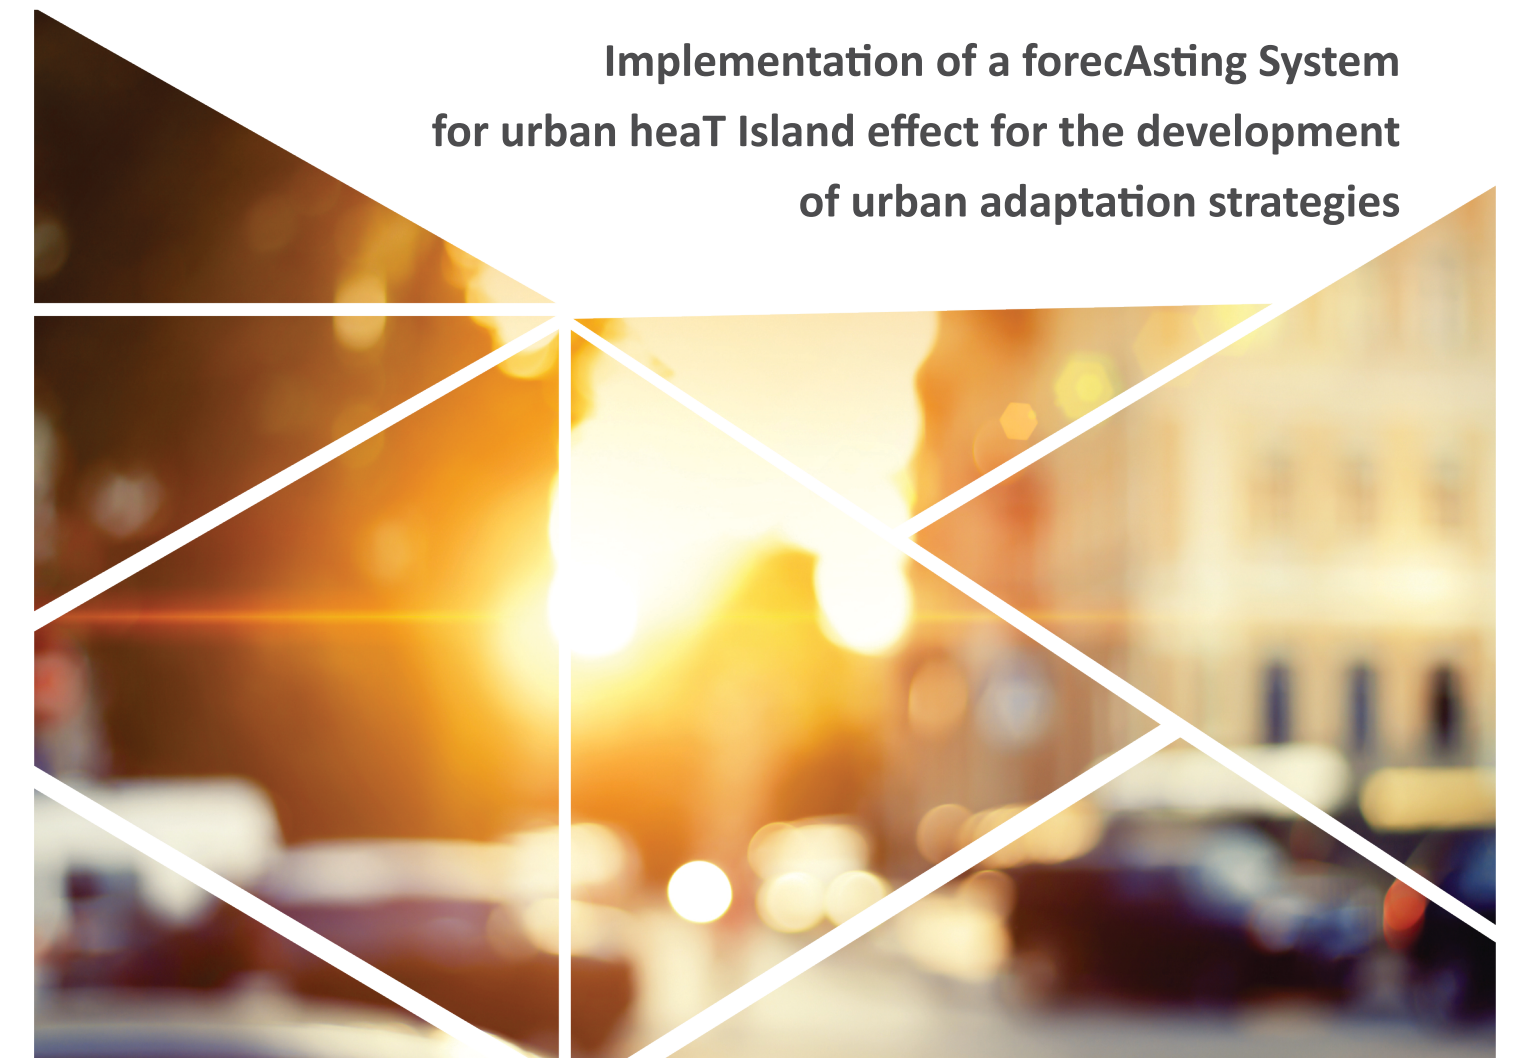 Implementation of a forecAsting System
for urban heaT Island effect for the development
of urban adaptation strategies